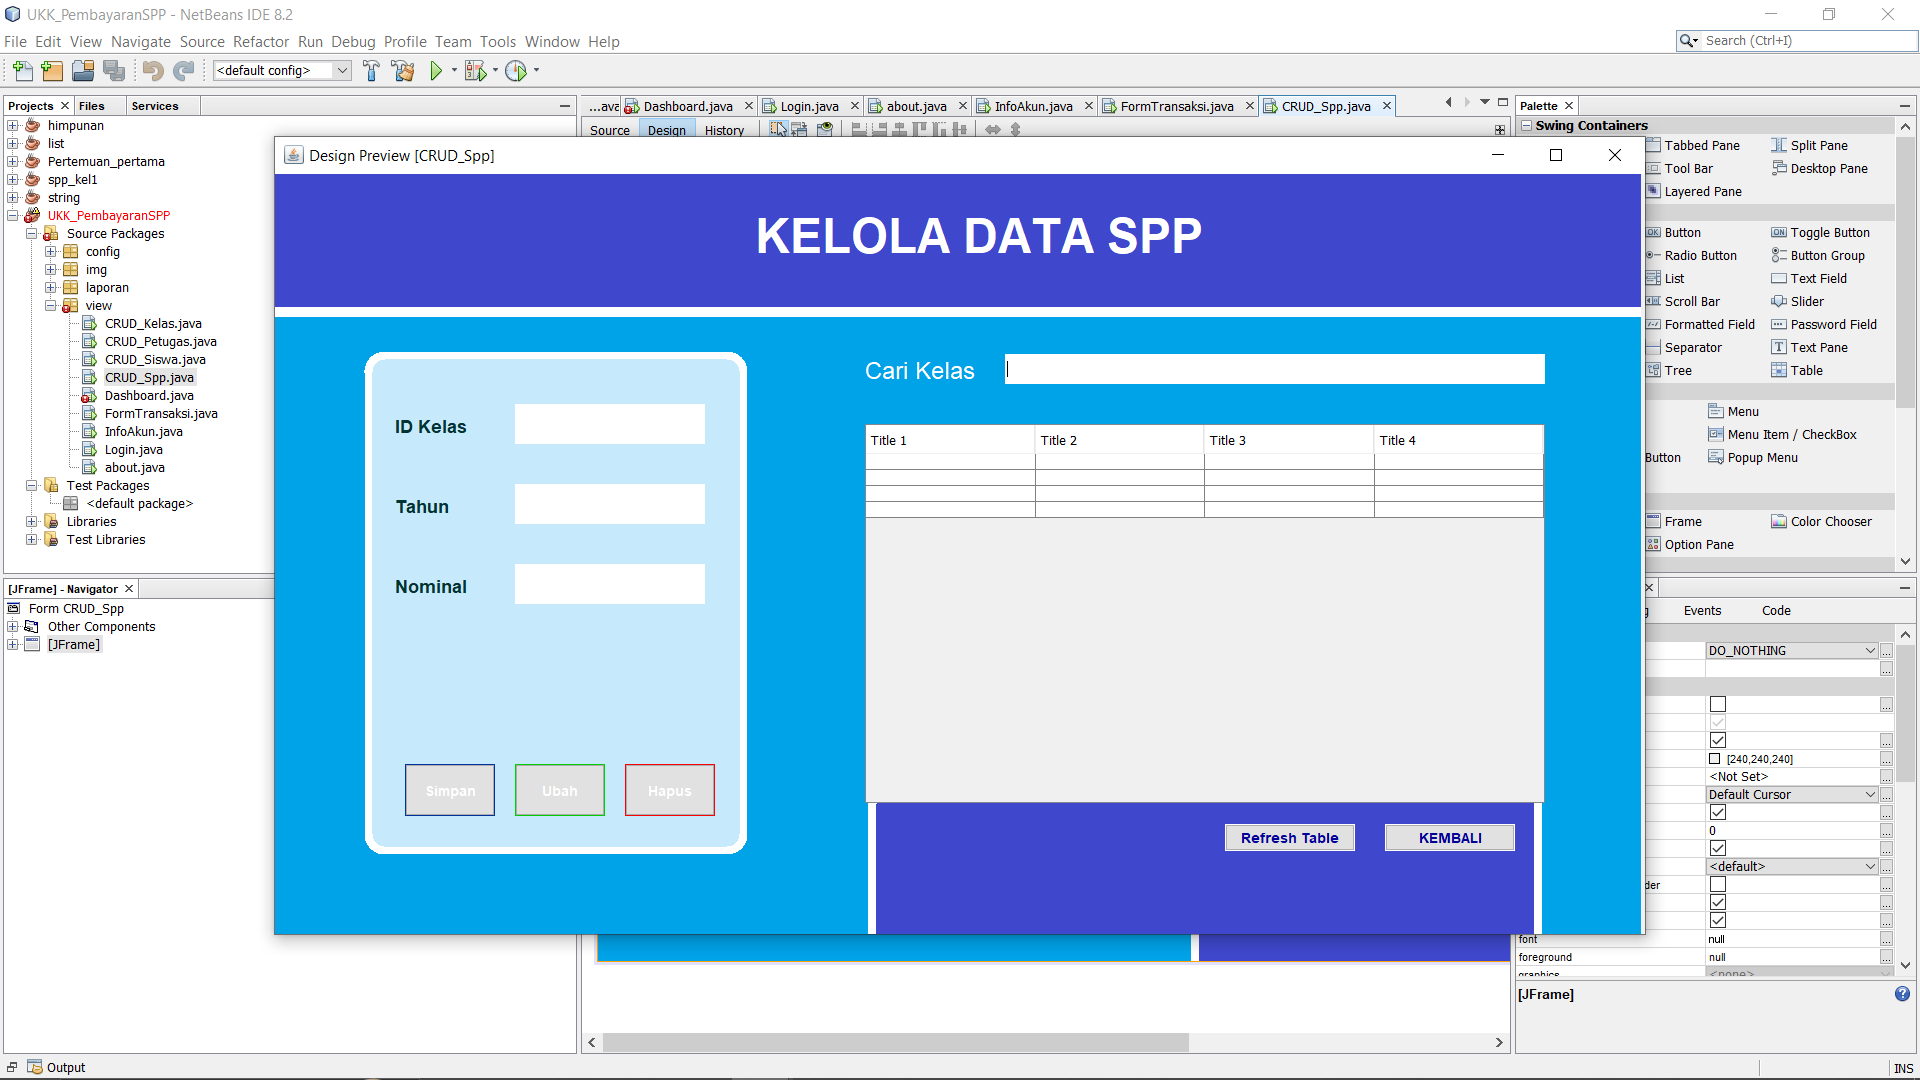 UKK_PembayaranSPP - NetBeans IDE 8.2
File Edit View Navigate Source Refactor Run Debug Profile Team Tools Window Help
Search (Ctrl+I)
<default config>
Projects Files Services
himpunan
list
Pertemuan_pertama
spp_kel1
string
UKK_PembayaranSPP
Source Packages
config
img
laporan
view
CRUD_Kelas.java
CRUD_Petugas.java
CRUD_Siswa.java
CRUD_Spp.java
Dashboard.java
FormTransaksi.java
InfoAkun.java
Login.java
about.java
Test Packages
<default package>
Libraries
Test Libraries
[JFrame] - Navigator
Form CRUD_Spp
Other Components
[JFrame]
...ava Dashboard.java Login.java about.java InfoAkun.java FormTransaksi.java CRUD_Spp.java
Source Design History
Design Preview [CRUD_Spp]
KELOLA DATA SPP
Cari Kelas
ID Kelas
Tahun
Nominal
Simpan Ubah Hapus
Title 1 Title 2 Title 3 Title 4
Refresh Table KEMBALI
Palette
Swing Containers
Tabbed Pane Split Pane
Tool Bar Desktop Pane
Layered Pane
Button Toggle Button
Radio Button Button Group
List Text Field
Scroll Bar Slider
Formatted Field Password Field
Separator Text Pane
Tree Table
Menu
Menu Item / CheckBox
Button Popup Menu
Frame Color Chooser
Option Pane
Events Code
DO_NOTHING
[240,240,240]
<Not Set>
Default Cursor
0
<default>
der
font null
foreground null
graphics <none>
[JFrame]
Output
INS